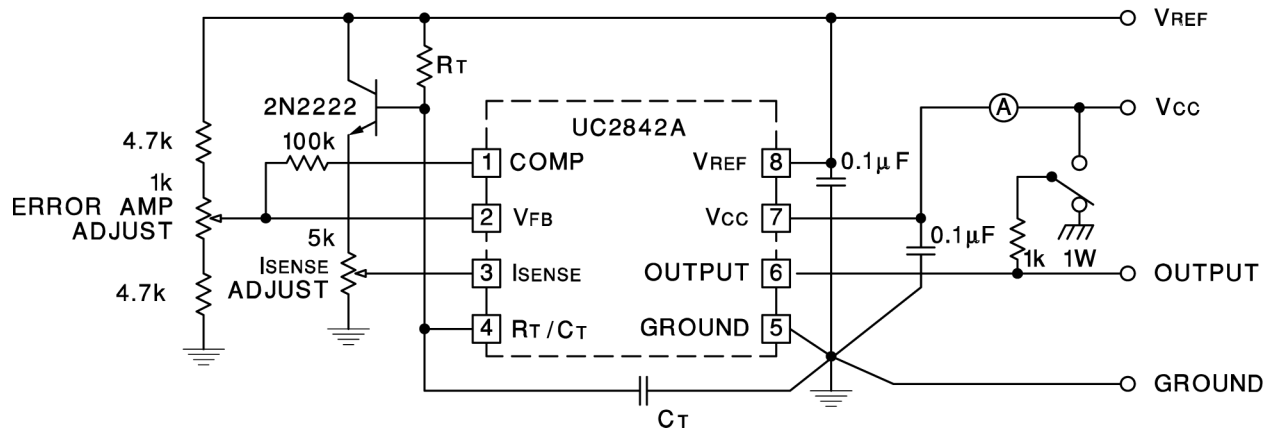 VREF
RT
A
VCC
2N2222
UC2842A
4.7k
100k
1 COMP
VREF 8
0.1μF
1k
ERROR AMP
ADJUST
2 VFB
VCC 7
0.1μF
5k
ISENSE
ADJUST
3 ISENSE
OUTPUT 6
1k
1W
OUTPUT
4.7k
4 RT/CT
GROUND 5
GROUND
CT